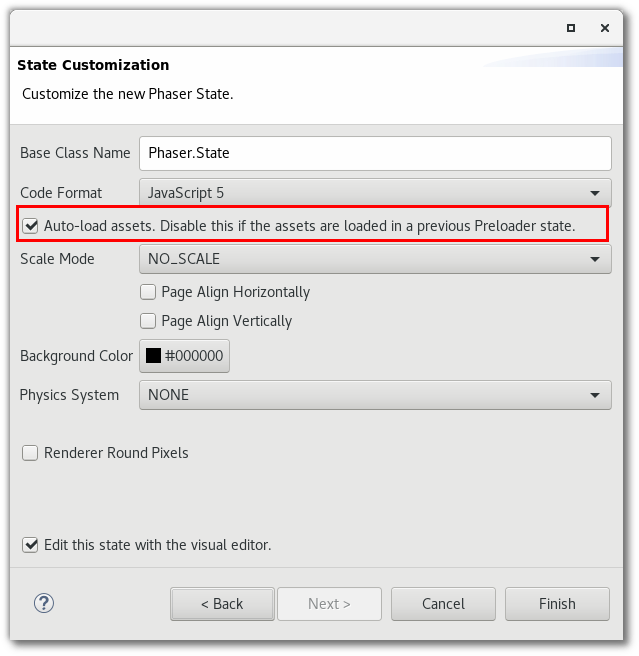 State Customization
Customize the new Phaser State.
Base Class Name Phaser.State
Code Format JavaScript 5
Auto-load assets. Disable this if the assets are loaded in a previous Preloader state.
Scale Mode NO_SCALE
Page Align Horizontally
Page Align Vertically
Background Color #000000
Physics System NONE
Renderer Round Pixels
Edit this state with the visual editor.
? < Back Next > Cancel Finish